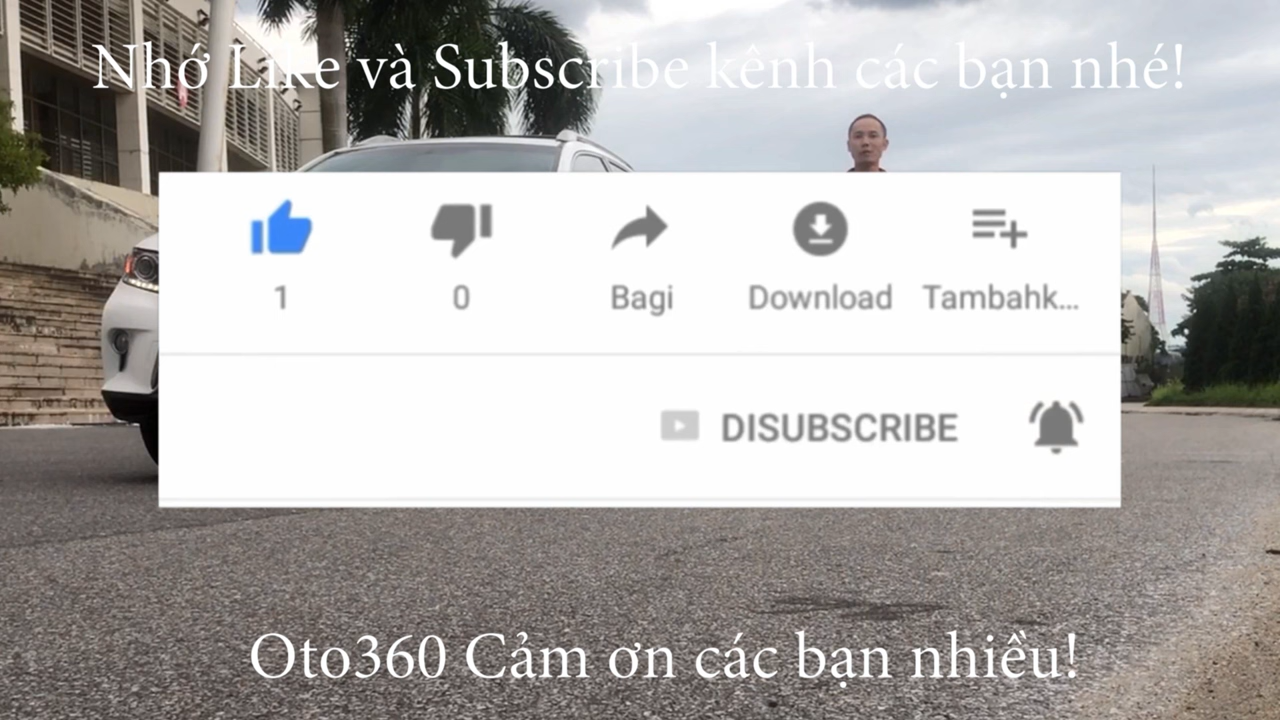 Nhớ Like và Subscribe kênh các bạn nhé!
1 0 Bagi Download Tambahk...
DISUBSCRIBE
Oto360 Cảm ơn các bạn nhiều!